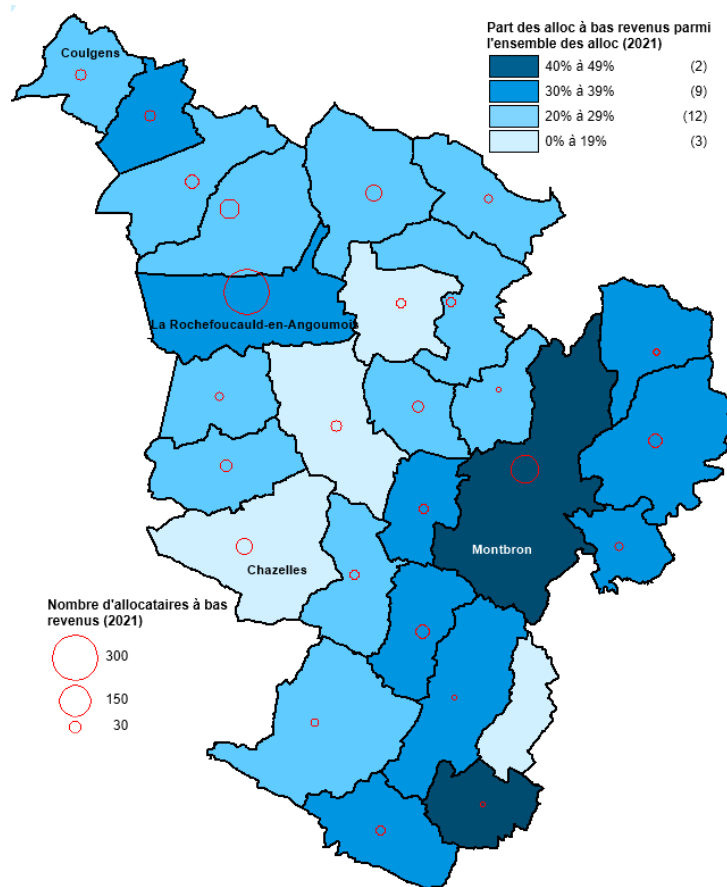 Coulgens
Part des alloc à bas revenus parmi
l'ensemble des alloc (2021)
40% à 49% (2)
30% à 39% (9)
20% à 29% (12)
0% à 19% (3)
La Rochefoucauld-en-Angoumois
Montbron
Chazelles
Nombre d'allocataires à bas
revenus (2021)
300
150
30